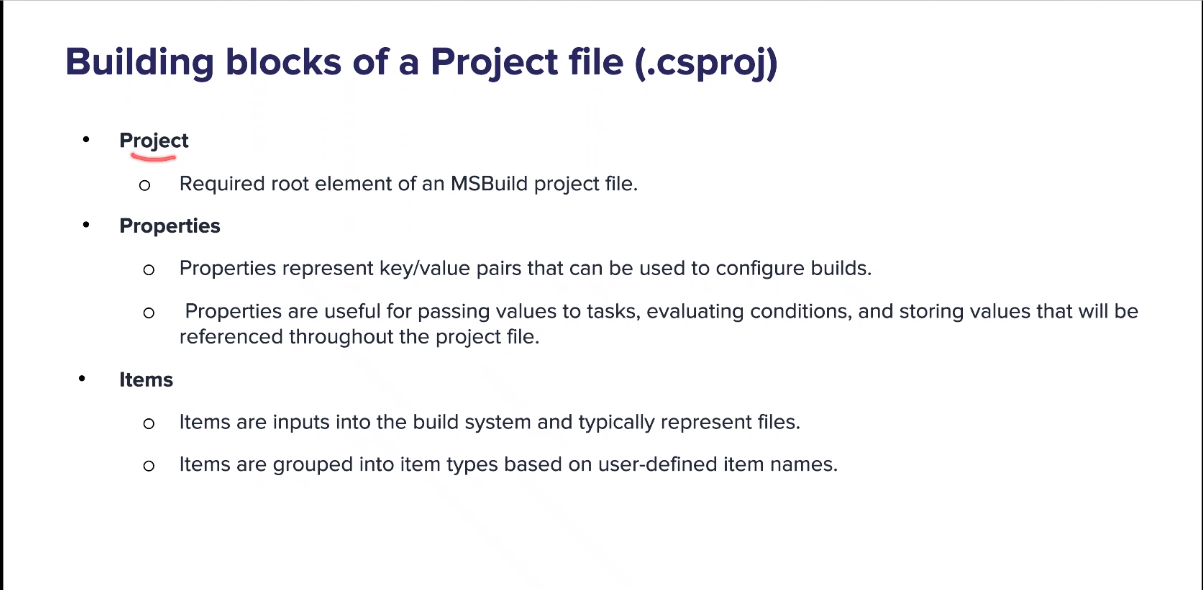 Building blocks of a Project file (.csproj)
• Project
o Required root element of an MSBuild project file.
• Properties
o Properties represent key/value pairs that can be used to configure builds.
o Properties are useful for passing values to tasks, evaluating conditions, and storing values that will be
referenced throughout the project file.
• Items
o Items are inputs into the build system and typically represent files.
o Items are grouped into item types based on user-defined item names.